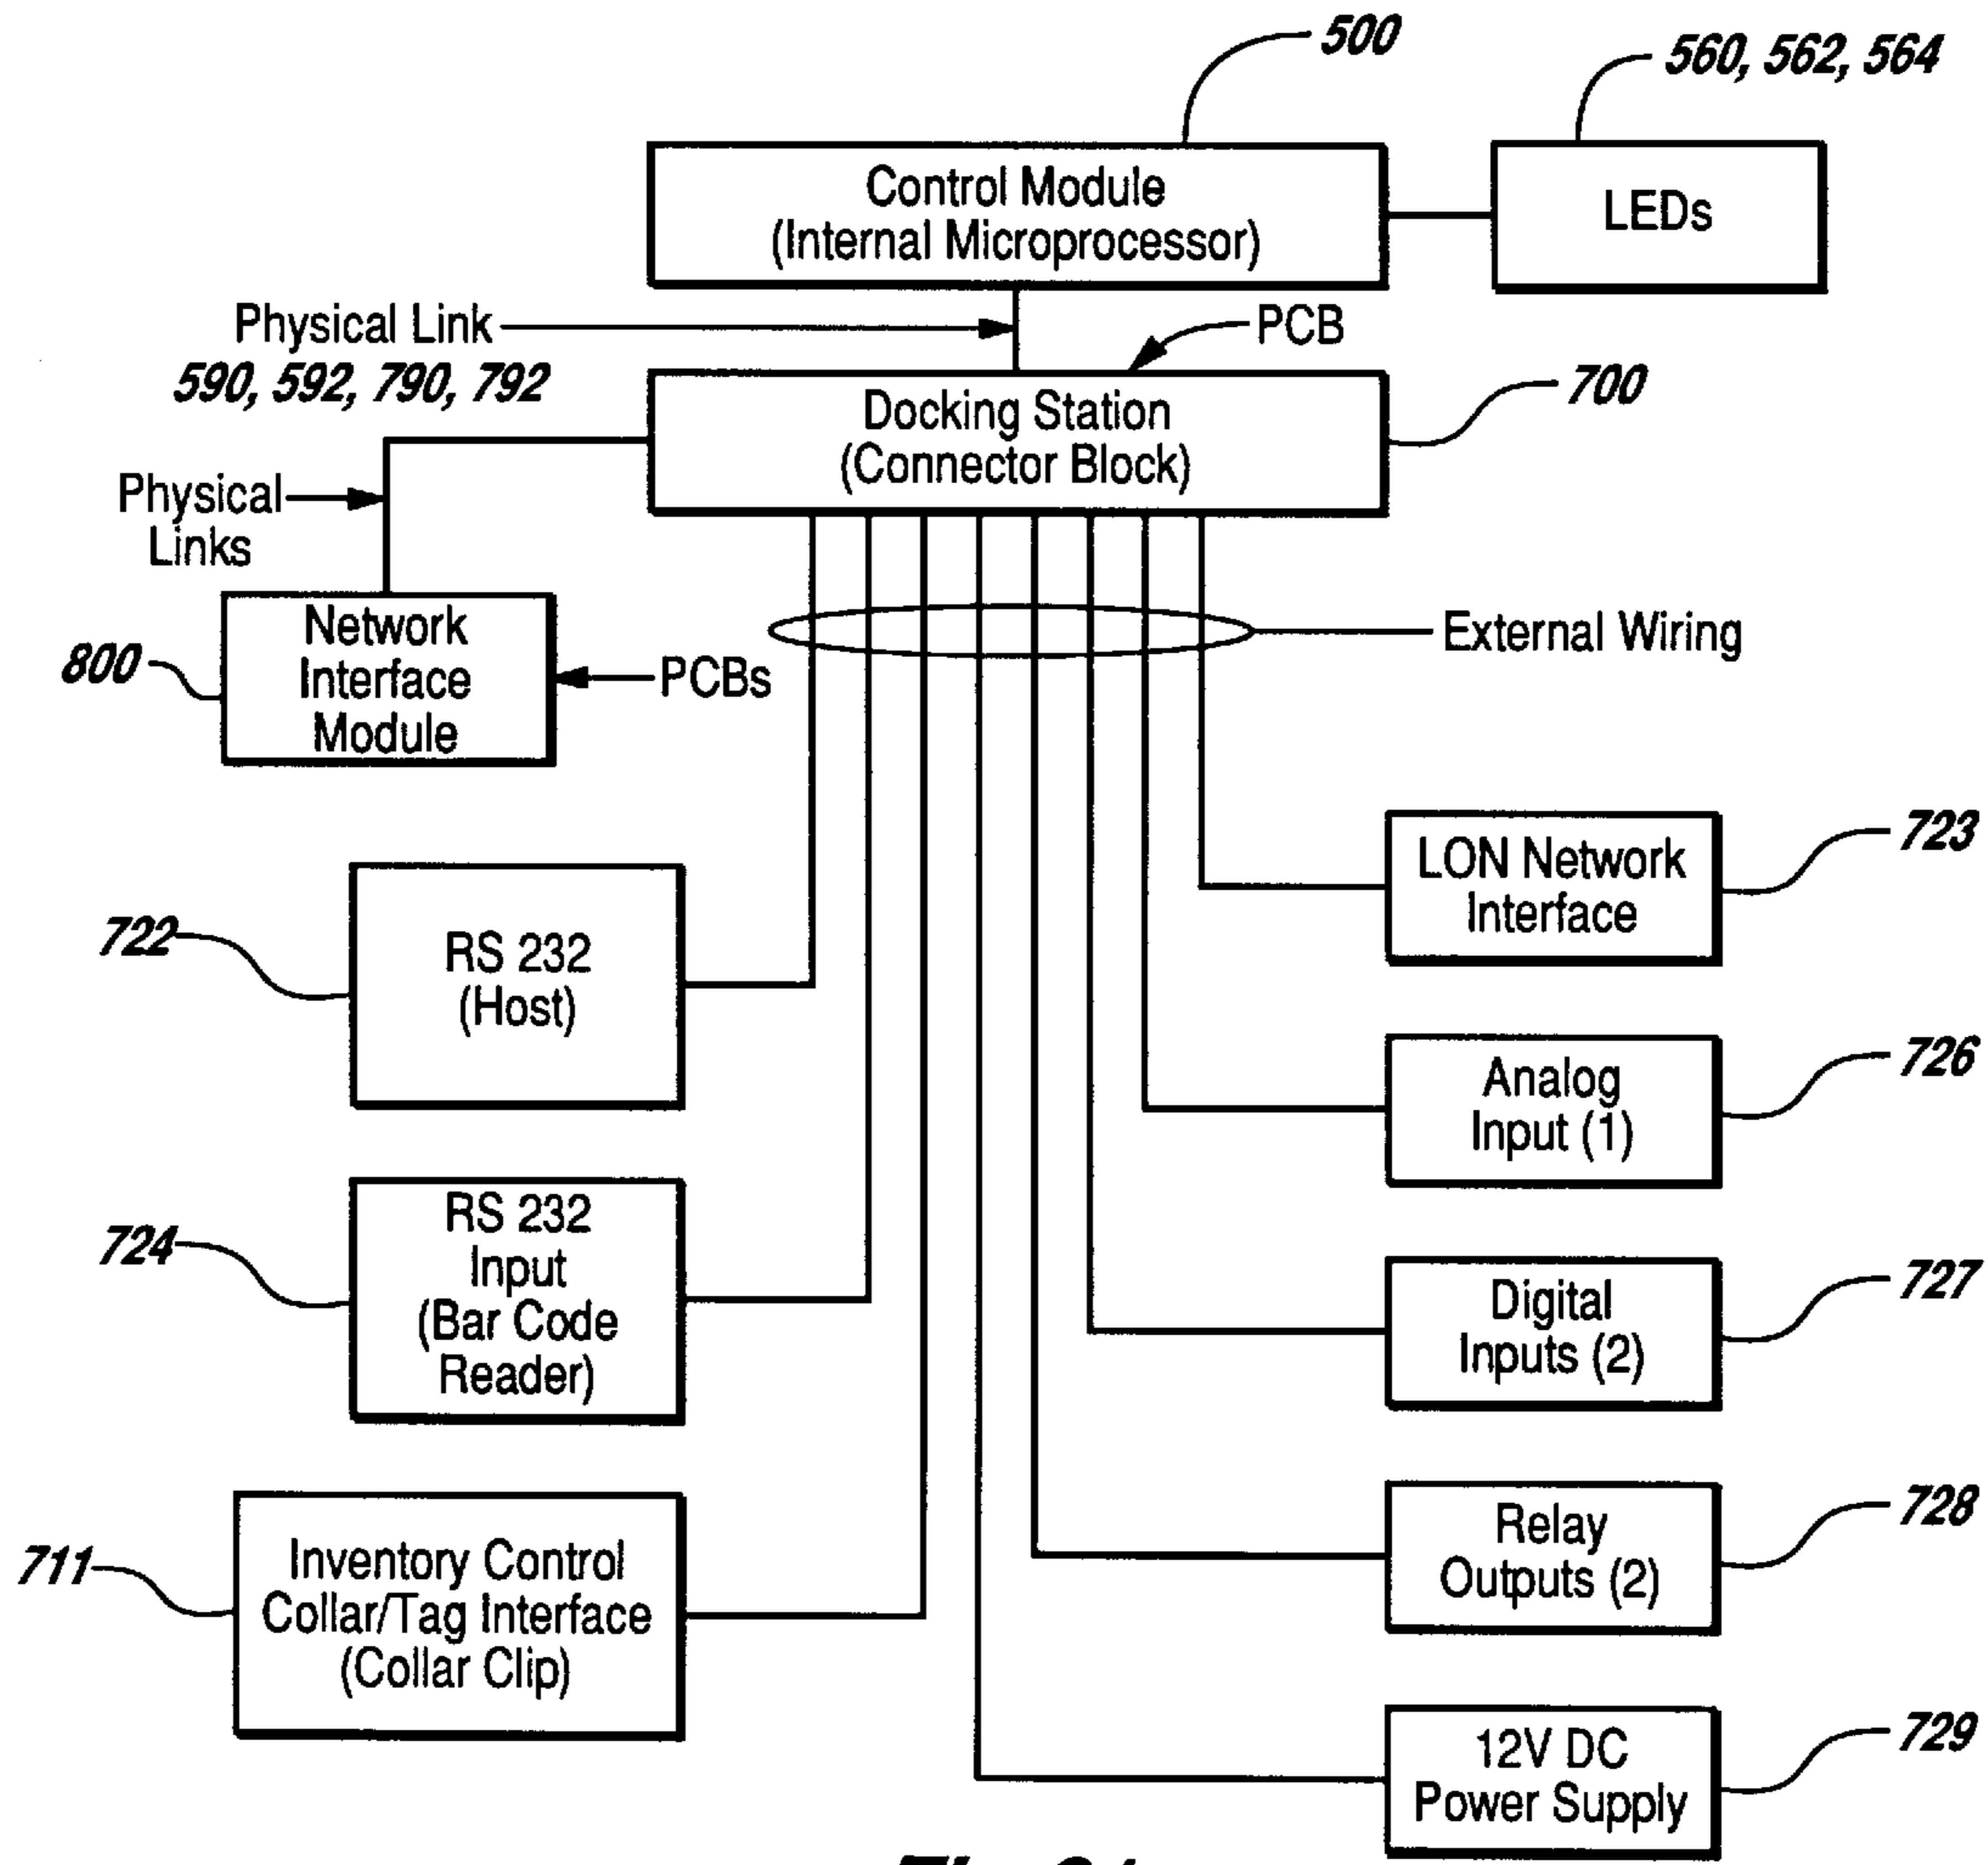 500
560, 562, 564
Control Module
(Internal Microprocessor)
LEDs
Physical Link
590, 592, 790, 792
PCB
Docking Station
(Connector Block)
700
Physical
Links
Network
Interface
Module
800
PCBs
External Wiring
LON Network
Interface
723
722
RS 232
(Host)
Analog
Input (1)
726
724
RS 232
Input
(Bar Code
Reader)
Digital
Inputs (2)
727
711
Inventory Control
Collar/Tag Interface
(Collar Clip)
Relay
Outputs (2)
728
12V DC
Power Supply
729